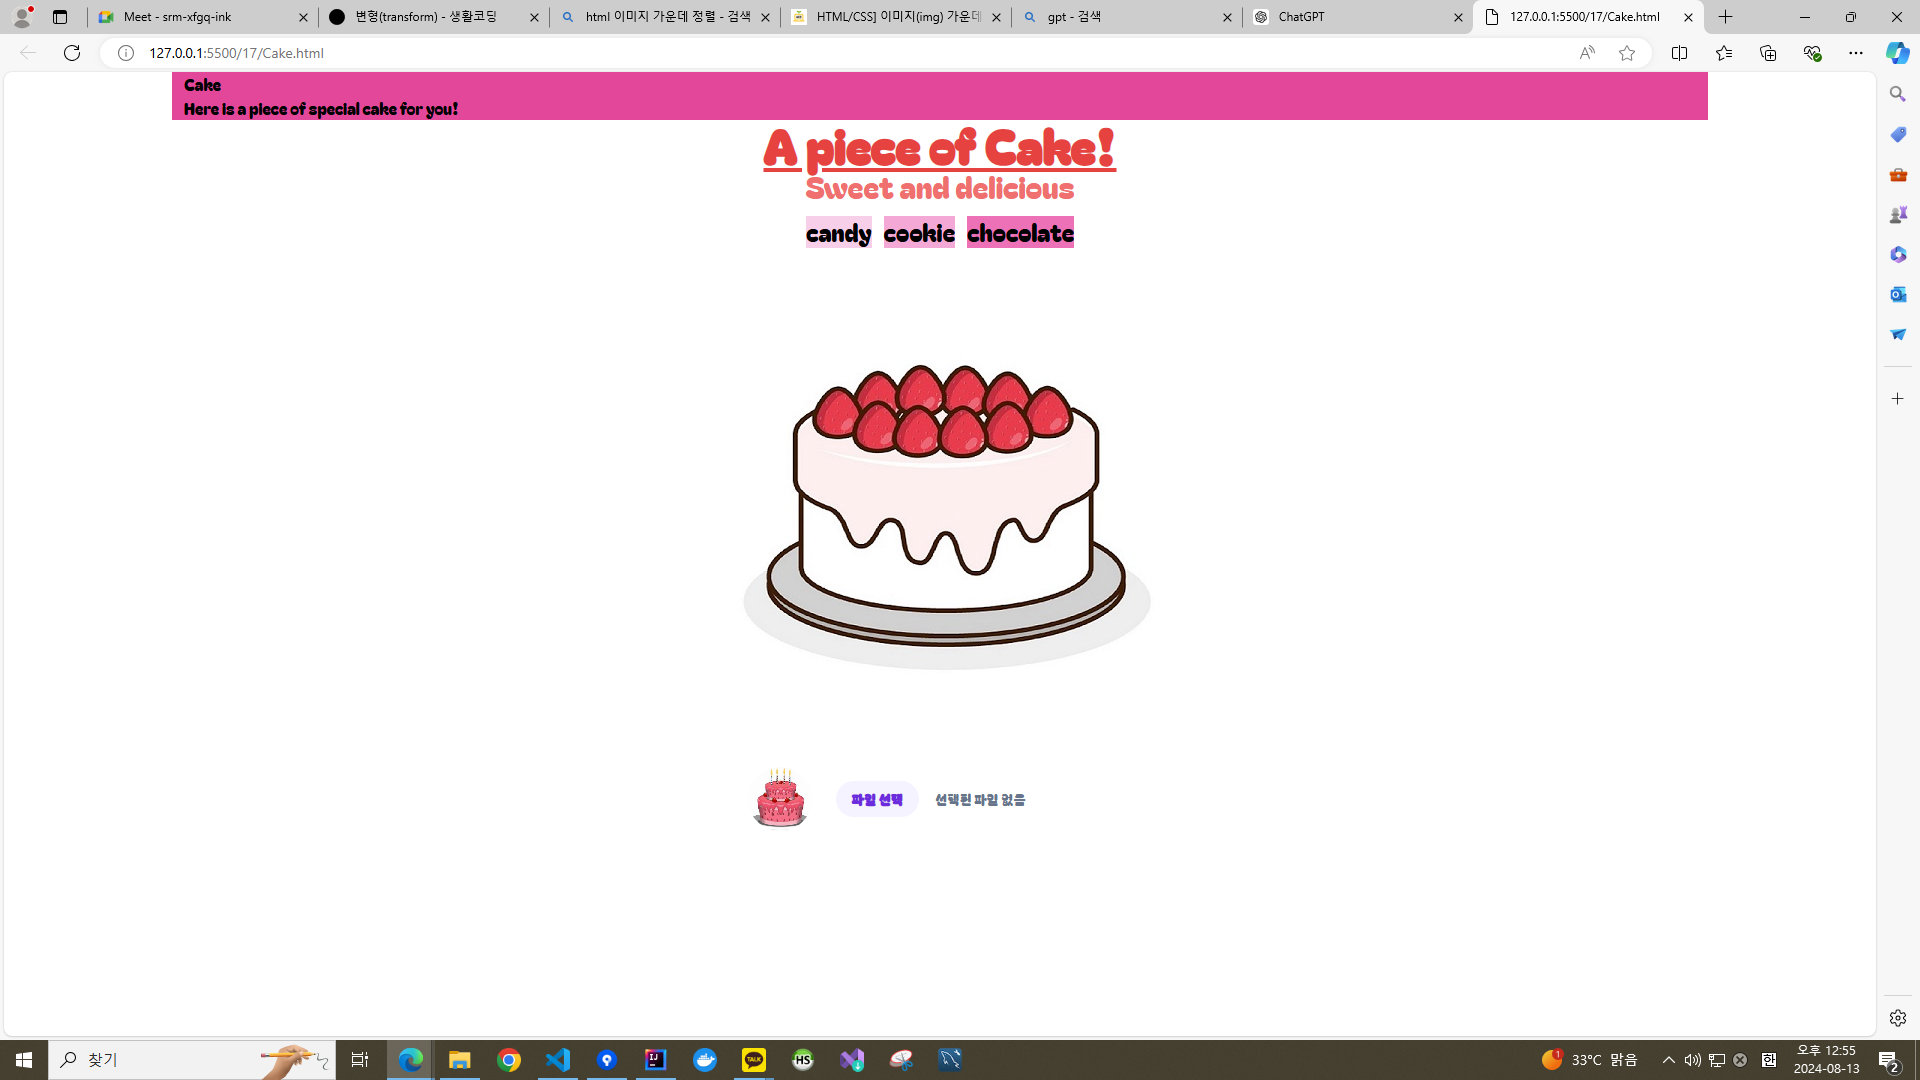 Meet - srm-xfgq-ink
변형(transform) - 생활코딩
html 이미지 가운데 정렬 - 검색
HTML/CSS] 이미지(img) 가운데
gpt - 검색
ChatGPT
127.0.0.1:5500/17/Cake.html
127.0.0.1:5500/17/Cake.html
Cake
Here is a piece of special cake for you!
A piece of Cake!
Sweet and delicious
candy cookie chocolate
파일 선택 선택된 파일 없음
찾기
TALK
HS
33°C 맑음
한
오후 12:55
2024-08-13
2